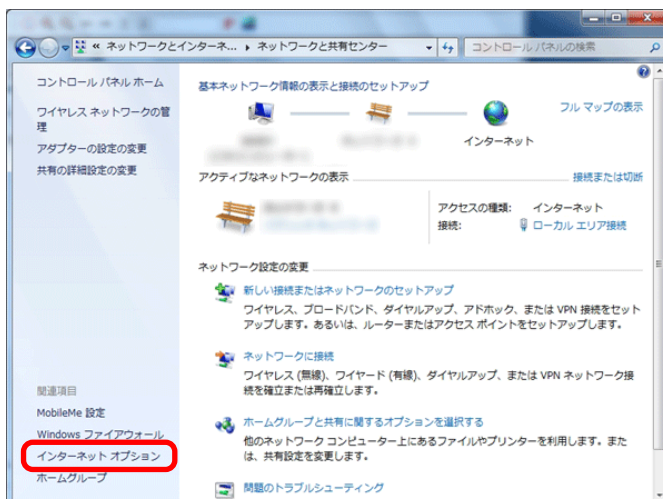 « ネットワークとインターネ... ▸ ネットワークと共有センター
コントロール パネルの検索
コントロール パネル ホーム
ワイヤレス ネットワークの管
理
アダプターの設定の変更
共有の詳細設定の変更
基本ネットワーク情報の表示と接続のセットアップ
フル マップの表示
インターネット
アクティブなネットワークの表示
接続または切断
アクセスの種類: インターネット
接続: ローカル エリア接続
ネットワーク設定の変更
新しい接続またはネットワークのセットアップ
ワイヤレス、ブロードバンド、ダイヤルアップ、アドホック、または VPN 接続をセット
アップします。あるいは、ルーターまたはアクセス ポイントをセットアップします。
ネットワークに接続
ワイヤレス (無線)、ワイヤード (有線)、ダイヤルアップ、または VPN ネットワーク接
続を確立または再確立します。
ホームグループと共有に関するオプションを選択する
他のネットワーク コンピューター上にあるファイルやプリンターを利用します。また
は、共有設定を変更します。
問題のトラブルシューティング
関連項目
MobileMe 設定
Windows ファイアウォール
インターネット オプション
ホームグループ